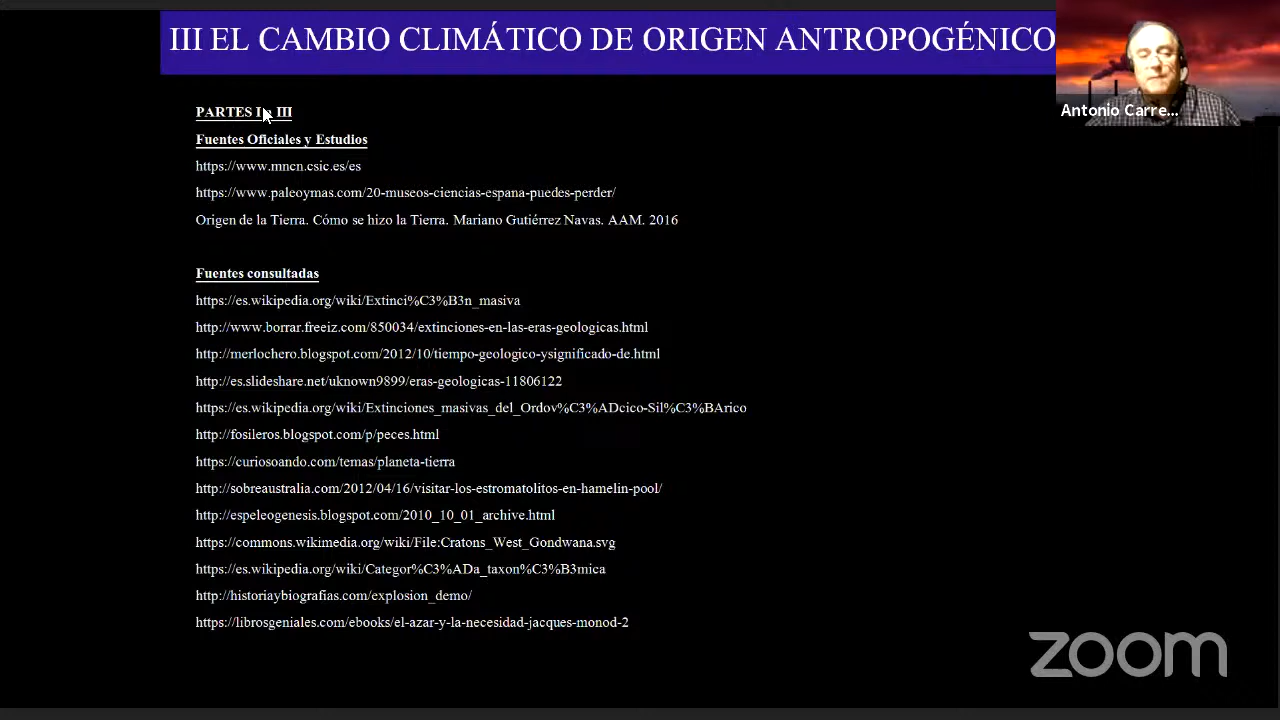 III EL CAMBIO CLIMÁTICO DE ORIGEN ANTROPOGÉNICO
Antonio Carre...
PARTES I III
Fuentes Oficiales y Estudios
https://www.mncn.csic.es/es
https://www.paleoymas.com/20-museos-ciencias-espana-puedes-perder/
Origen de la Tierra. Cómo se hizo la Tierra. Mariano Gutiérrez Navas. AAM. 2016
Fuentes consultadas
https://es.wikipedia.org/wiki/Extinci%C3%B3n_masiva
http://www.borrar.freeiz.com/850034/extinciones-en-las-eras-geologicas.html
http://merlochero.blogspot.com/2012/10/tiempo-geologico-ysignificado-de.html
http://es.slideshare.net/uknown9899/eras-geologicas-11806122
https://es.wikipedia.org/wiki/Extinciones_masivas_del_Ordov%C3%ADcico-Sil%C3%BArico
http://fosileros.blogspot.com/p/peces.html
https://curiosoando.com/temas/planeta-tierra
http://sobreaustralia.com/2012/04/16/visitar-los-estromatolitos-en-hamelin-pool/
http://espeleogenesis.blogspot.com/2010_10_01_archive.html
https://commons.wikimedia.org/wiki/File:Cratons_West_Gondwana.svg
https://es.wikipedia.org/wiki/Categor%C3%ADa_taxon%C3%B3mica
http://historiaybiografias.com/explosion_demo/
https://librosgeniales.com/ebooks/el-azar-y-la-necesidad-jacques-monod-2
zoom